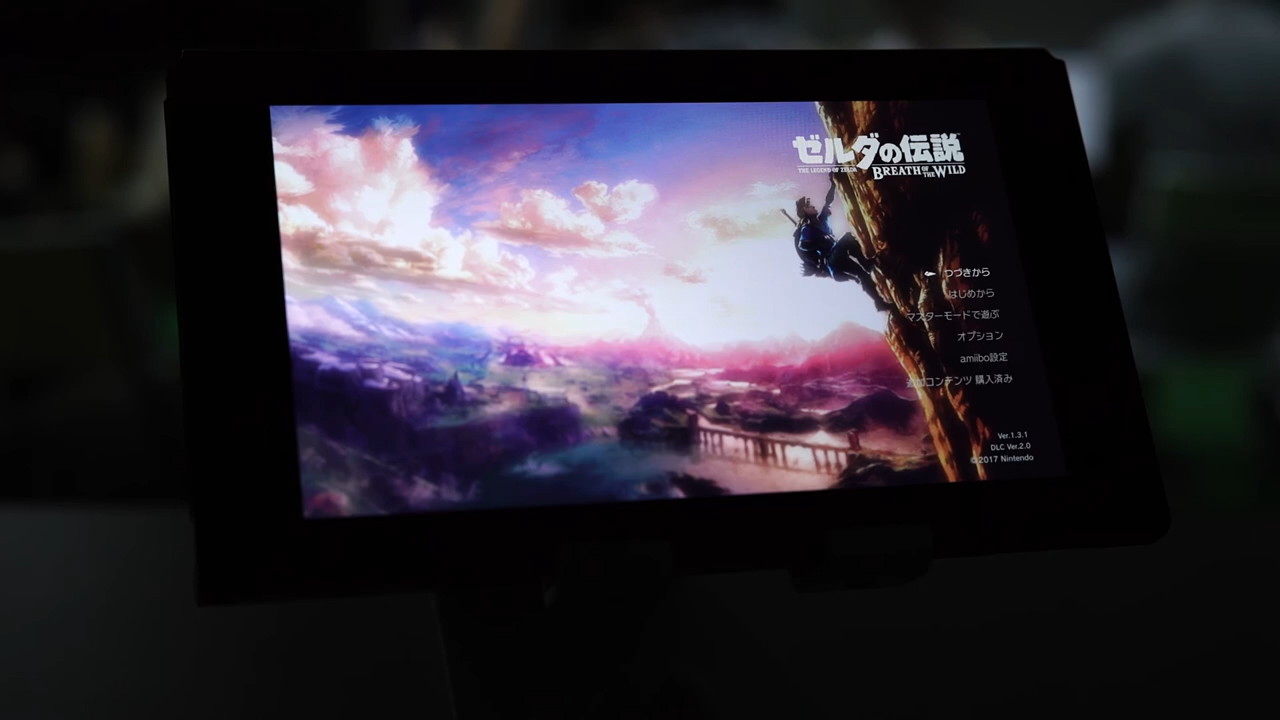 ゼルダの伝説
THE LEGEND OF ZELDA
BREATH OF THE WILD
つづきから
はじめから
マスターモードで遊ぶ
オプション
amiibo設定
追加コンテンツ 購入済み
Ver.1.3.1
DLC Ver.2.0
©2017 Nintendo